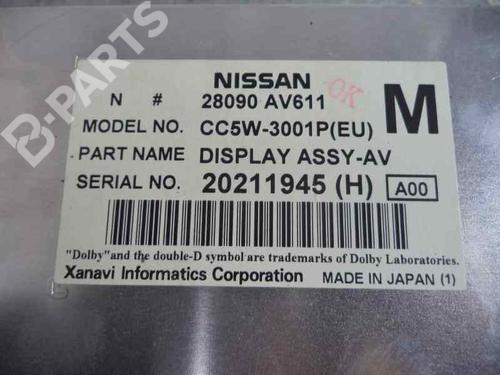 B-PARTS
NISSAN
OK
M
N # 28090 AV611
MODEL NO. CC5W-3001P(EU)
PART NAME DISPLAY ASSY-AV
SERIAL NO. 20211945 (H) A00
"Dolby"and the double-D symbol are trademarks of Dolby Laboratories.
Xanavi Informatics Corporation MADE IN JAPAN (1)